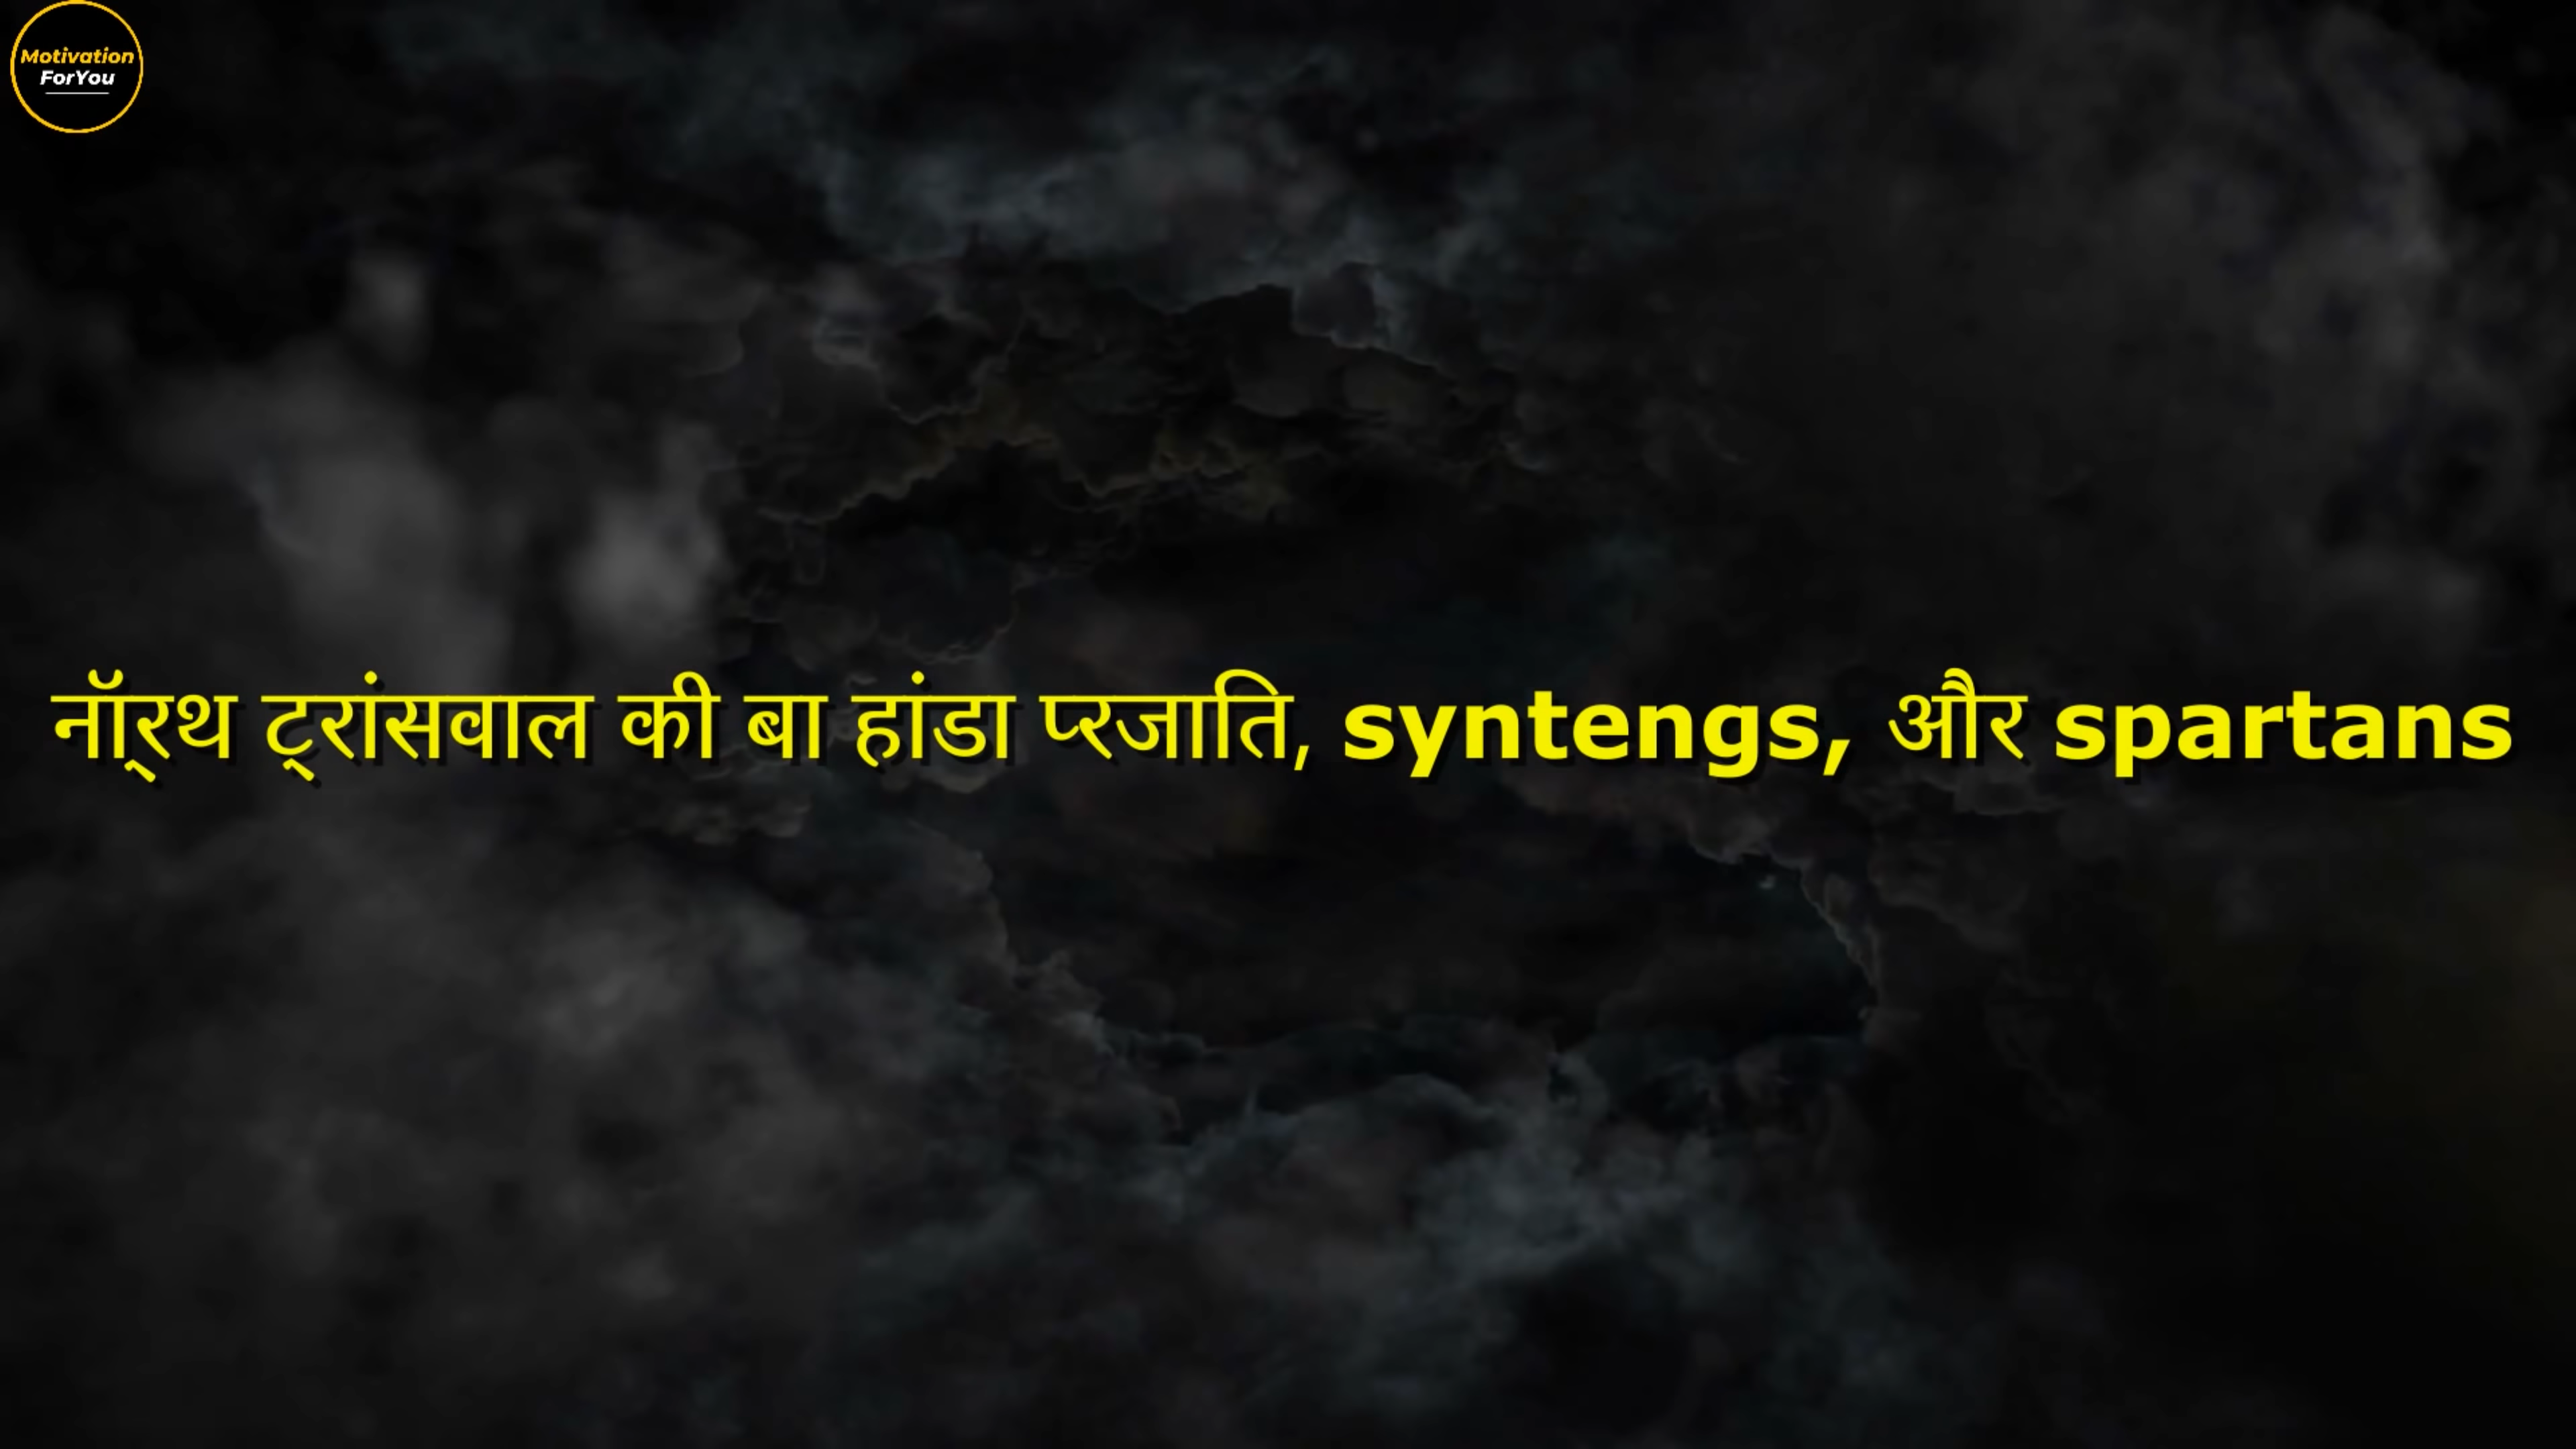 Motivation
ForYou
नॉर्थ ट्रांसवाल की बा हांडा प्रजाति, syntengs, और spartans